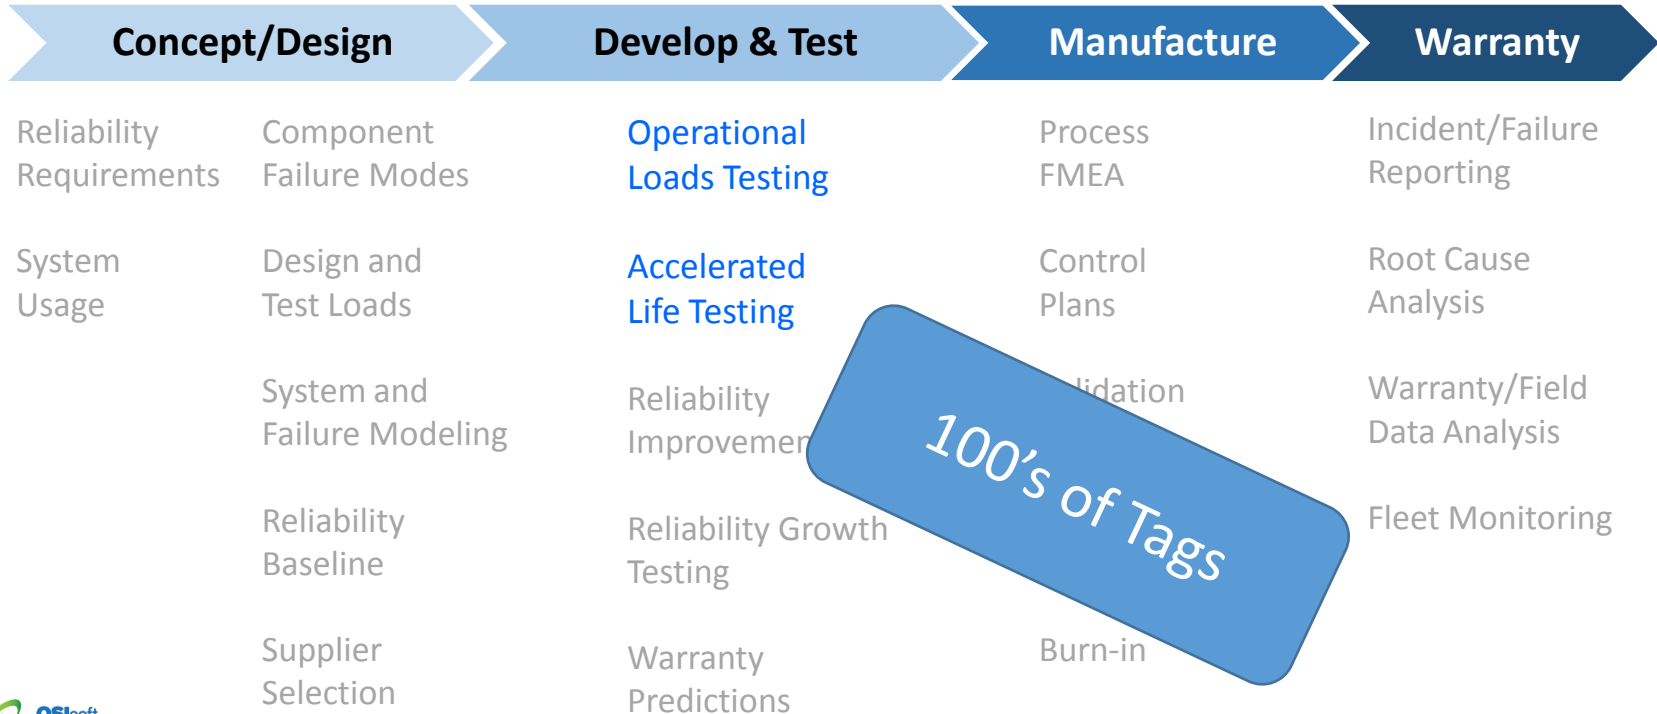 Concept/Design
Develop & Test
Manufacture
Warranty
Reliability
Requirements
System
Usage
Component
Failure Modes
Design and
Test Loads
System and
Failure Modeling
Reliability
Baseline
Supplier
Selection
Operational
Loads Testing
Accelerated
Life Testing
Reliability
Reliability Growth
Testing
Warranty
Predictions
Process
FMEA
Control
Plans
Burn-in
100's of Tags
Incident/Failure
Reporting
Root Cause
Analysis
Warranty/Field
Data Analysis
Fleet Monitoring
OSIsoft